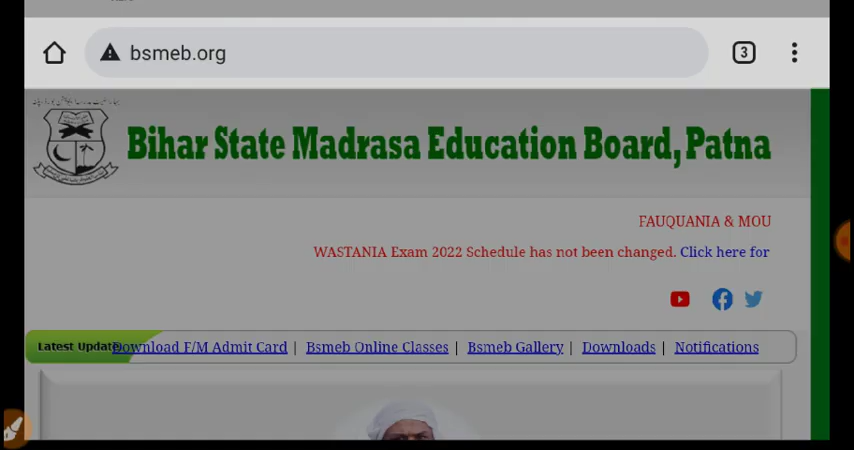 bsmeb.org
3
Bihar State Madrasa Education Board, Patna
FAUQUANIA & MOU
WASTANIA Exam 2022 Schedule has not been changed. Click here for
Latest Update Download F/M Admit Card | Bsmeb Online Classes | Bsmeb Gallery | Downloads | Notifications